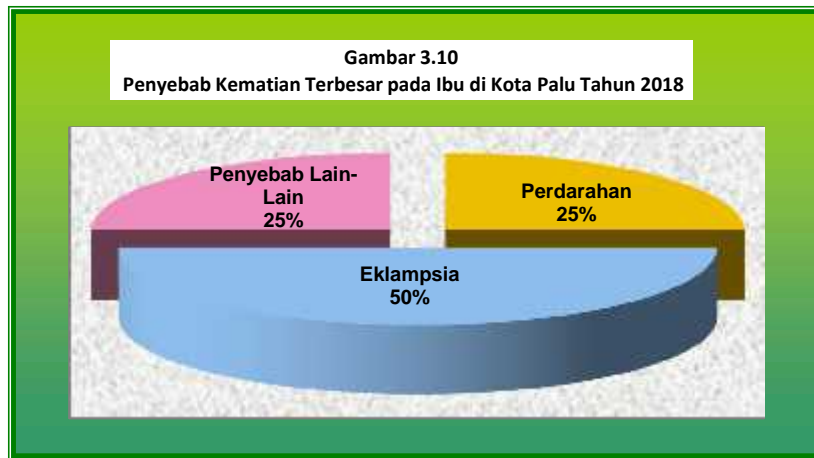 Gambar 3.10
Penyebab Kematian Terbesar pada Ibu di Kota Palu Tahun 2018
Penyebab Lain-
Lain
25%
Perdarahan
25%
Eklampsia
50%